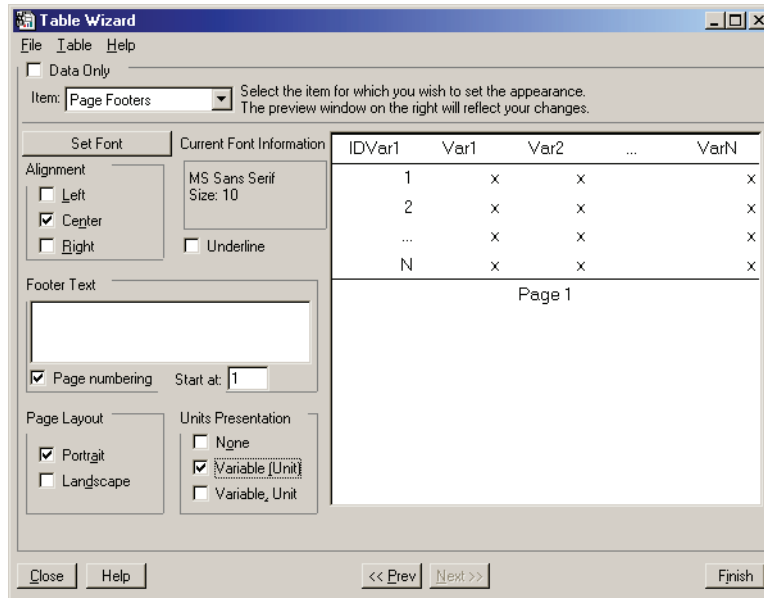 Table Wizard
File Table Help
Data Only
Item: Page Footers
Select the item for which you wish to set the appearance.
The preview window on the right will reflect your changes.
Set Font
Current Font Information
Alignment
Left
Center
Right
MS Sans Serif
Size: 10
Underline
Footer Text
Page numbering
Start at: 1
Page Layout
Portrait
Landscape
Units Presentation
None
Variable (Unit)
Variable, Unit
IDVar1 Var1 Var2 ... VarN
1 x x x
2 x x x
... x x x
N x x x
Page 1
Close
Help
<< Prev
Next >>
Finish